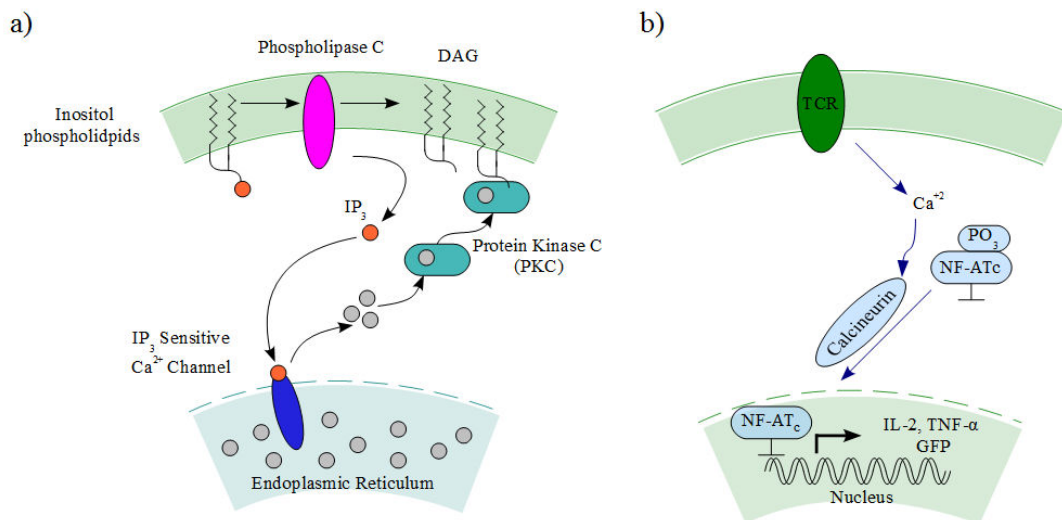 a)
Phospholipase C
DAG
Inositol
phospholidpids
IP3
Protein Kinase C
(PKC)
IP3 Sensitive
Ca2+ Channel
Endoplasmic Reticulum
b)
TCR
Ca+2
PO3
NF-ATc
Calcineurin
NF-ATc
IL-2, TNF-α
GFP
Nucleus